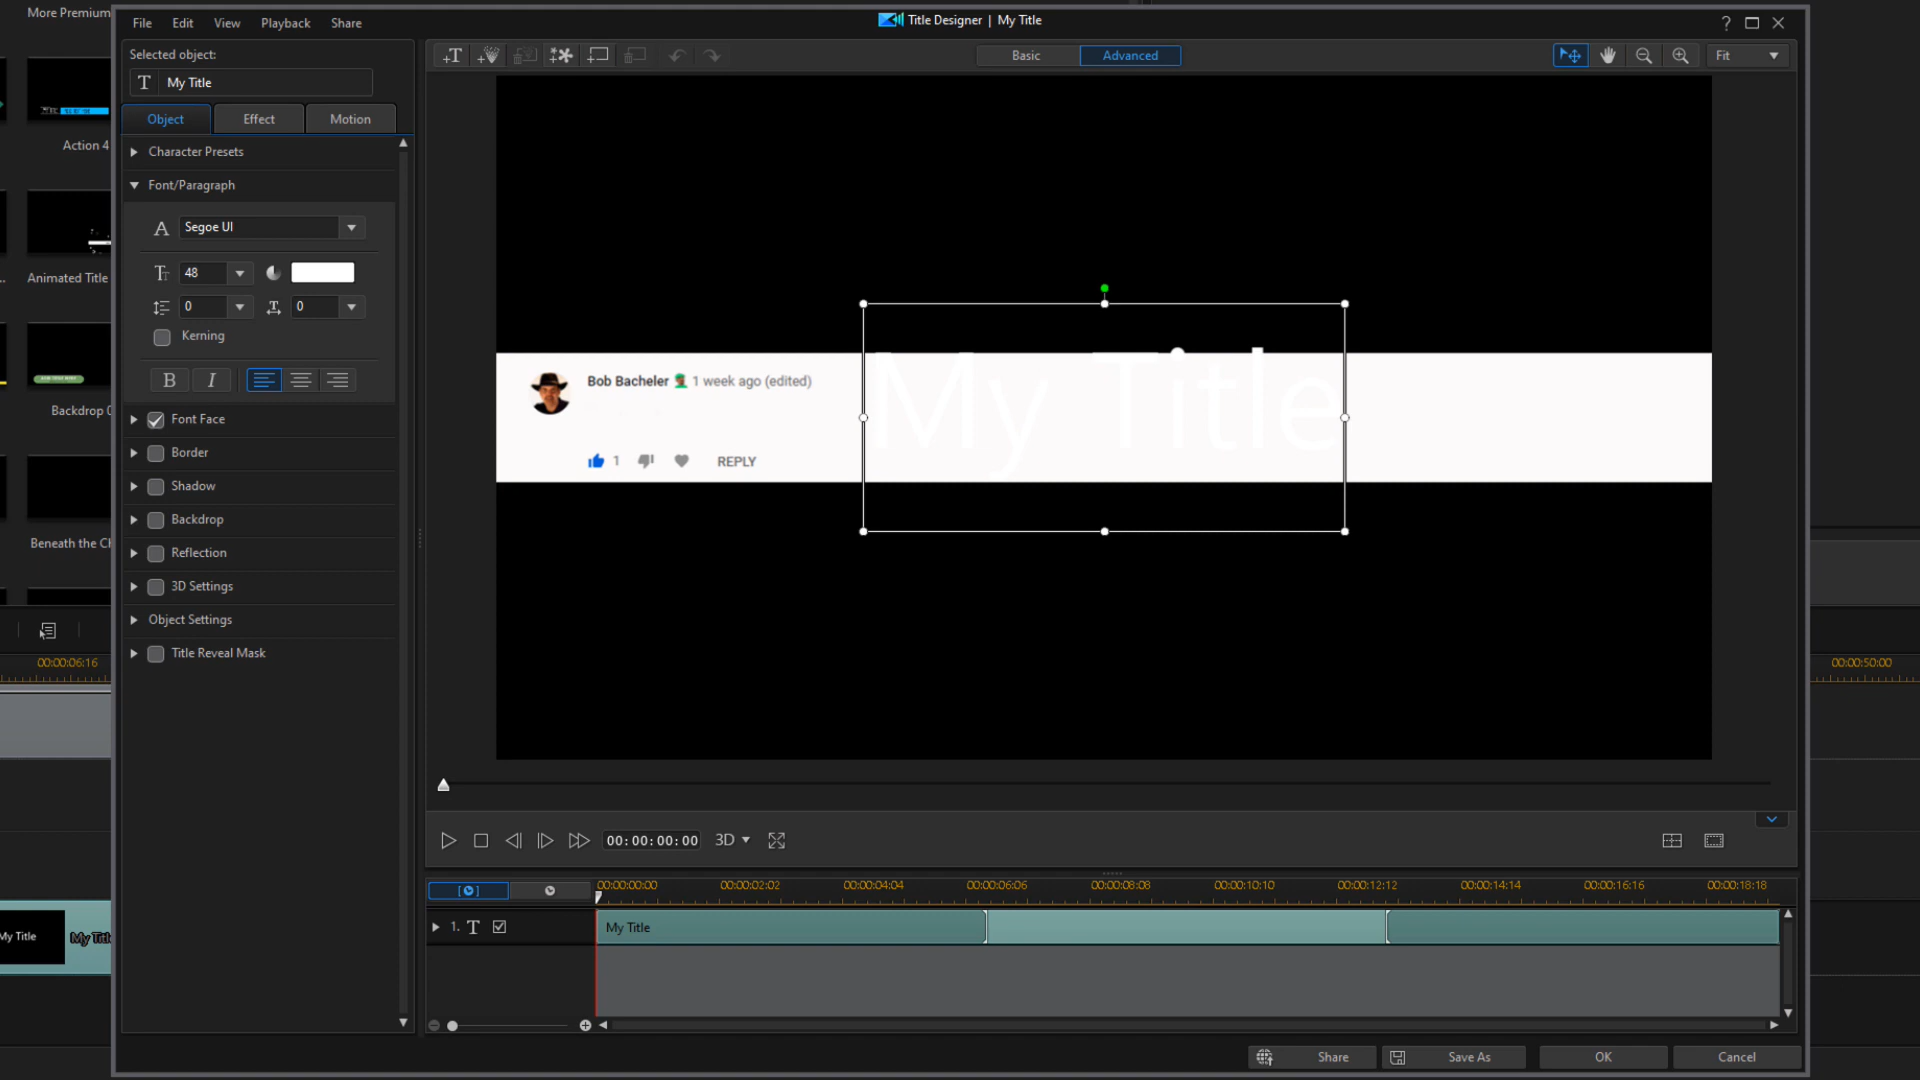 More Premium
File Edit View Playback Share
Title Designer | My Title
Selected object:
T My Title
Basic Advanced
Fit
Object Effect Motion
Character Presets
Font/Paragraph
Segoe UI
48
0 0
Kerning
B I
Font Face
Border
Shadow
Backdrop
Reflection
3D Settings
Object Settings
Title Reveal Mask
Action 4
Animated Title
Backdrop 0
Beneath the
00:00:06:16
Bob Bacheler 1 week ago (edited)
1 REPLY
My Title
00:00:00:00 3D
00:00:50:00
00:00:00:00 00:00:02:02 00:00:04:04 00:00:06:06 00:00:08:08 00:00:10:10 00:00:12:12 00:00:14:14 00:00:16:16 00:00:18:18
1. T My Title
My Title My Title
Share Save As OK Cancel